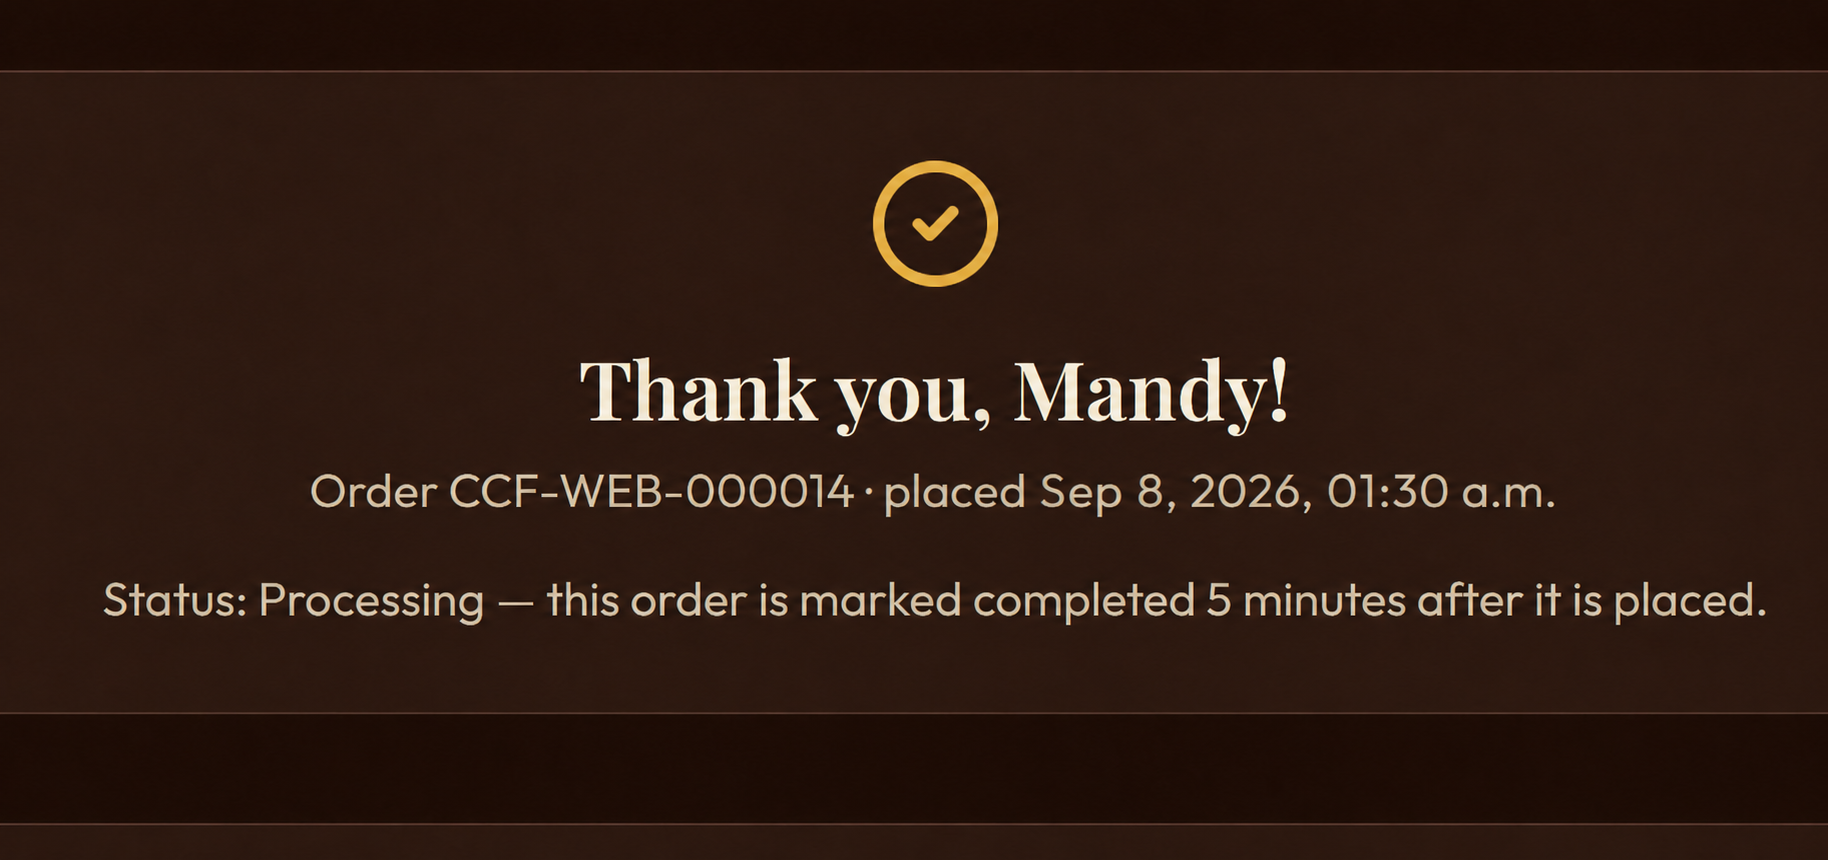 Thank you, Mandy!
Order CCF-WEB-000014 · placed Sep 8, 2026, 01:30 a.m.
Status: Processing — this order is marked completed 5 minutes after it is placed.